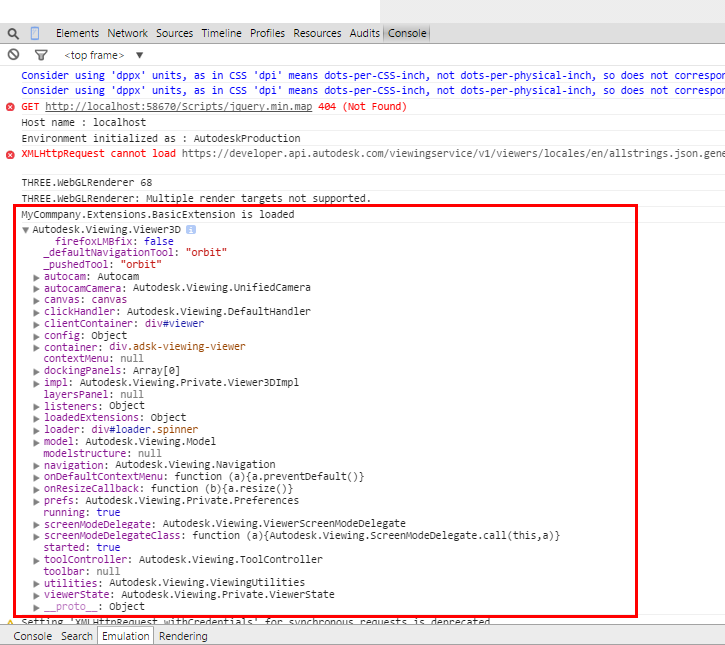 Elements Network Sources Timeline Profiles Resources Audits Console
<top frame> ▼
Consider using 'dppx' units, as in CSS 'dpi' means dots-per-CSS-inch, not dots-per-physical-inch, so does not correspon
Consider using 'dppx' units, as in CSS 'dpi' means dots-per-CSS-inch, not dots-per-physical-inch, so does not correspon
GET http://localhost:58670/Scripts/jquery.min.map 404 (Not Found)
Host name : localhost
Environment initialized as : AutodeskProduction
XMLHttpRequest cannot load https://developer.api.autodesk.com/viewingservice/v1/viewers/locales/en/allstrings.json.gene
THREE.WebGLRenderer 68
THREE.WebGLRenderer: Multiple render targets not supported.
MyCommpany.Extensions.BasicExtension is loaded
▼ Autodesk.Viewing.Viewer3D i
__firefoxLMBfix: false
_defaultNavigationTool: "orbit"
_pushedTool: "orbit"
▶ autocam: Autocam
▶ autocamCamera: Autodesk.Viewing.UnifiedCamera
▶ canvas: canvas
▶ clickHandler: Autodesk.Viewing.DefaultHandler
▶ clientContainer: div#viewer
▶ config: Object
▶ container: div.adsk-viewing-viewer
contextMenu: null
▶ dockingPanels: Array[0]
▶ impl: Autodesk.Viewing.Private.Viewer3DImpl
layersPanel: null
▶ listeners: Object
▶ loadedExtensions: Object
▶ loader: div#loader.spinner
▶ model: Autodesk.Viewing.Model
modelstructure: null
▶ navigation: Autodesk.Viewing.Navigation
▶ onDefaultContextMenu: function (a){a.preventDefault()}
▶ onResizeCallback: function (b){a.resize()}
▶ prefs: Autodesk.Viewing.Private.Preferences
running: true
▶ screenModeDelegate: Autodesk.Viewing.ViewerScreenModeDelegate
▶ screenModeDelegateClass: function (a){Autodesk.Viewing.ScreenModeDelegate.call(this,a)}
started: true
▶ toolController: Autodesk.Viewing.ToolController
toolbar: null
▶ utilities: Autodesk.Viewing.ViewingUtilities
▶ viewerState: Autodesk.Viewing.Private.ViewerState
▶ __proto__: Object
Setting 'XMLHttpRequest.withCredentials' for synchronous requests is deprecated.
Console Search Emulation Rendering